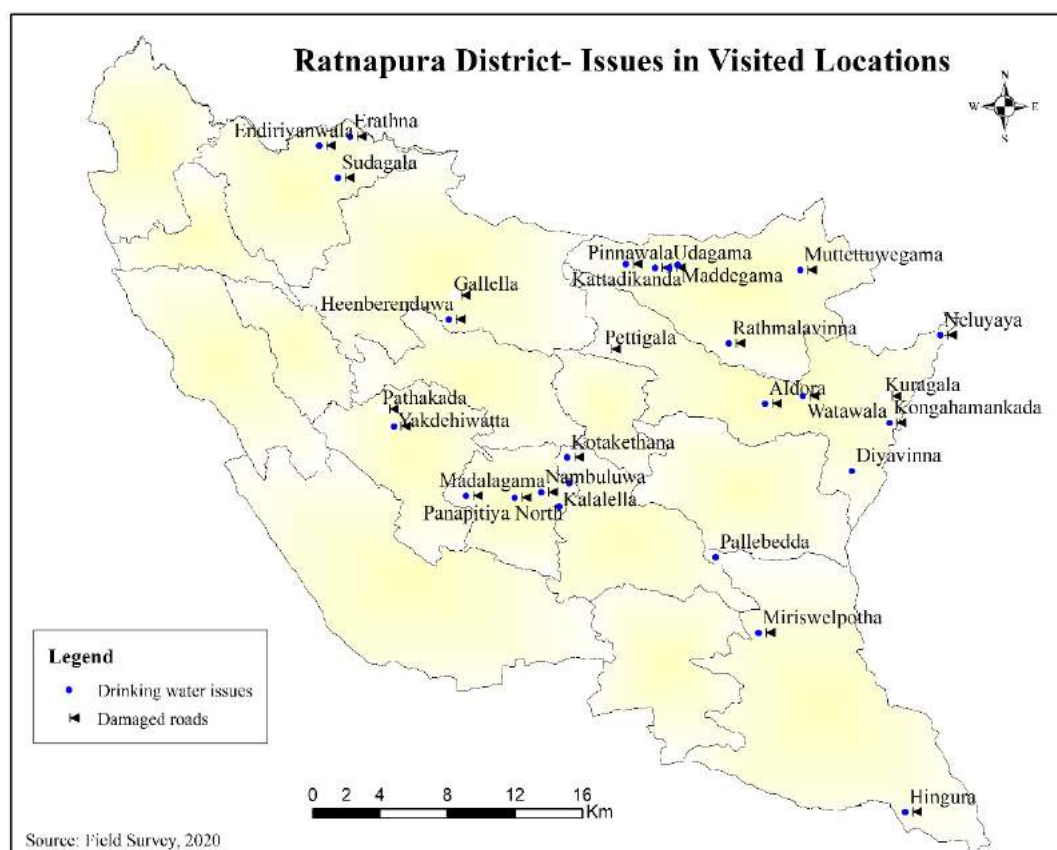 Ratnapura District- Issues in Visited Locations
N
W
E
S
Erathna
Endiriyanwala
Sudagala
Pinnawala
Udagama
Muttettuwegama
Kattadikanda
Maddegama
Gallella
Heenberenduwa
Neluyaya
Rathmalavinna
Pettigala
Aldora
Kuragala
Pathakada
Watawala
Kongahamankada
Yakdehiwatta
Kotakethana
Diyavinna
Madalagama
Nambuluwa
Panapitiya North
Kalalella
Pallebedda
Miriswelpotha
Legend
Drinking water issues
Damaged roads
Hingura
0 2 4 8 12 16
Km
Source: Field Survey, 2020